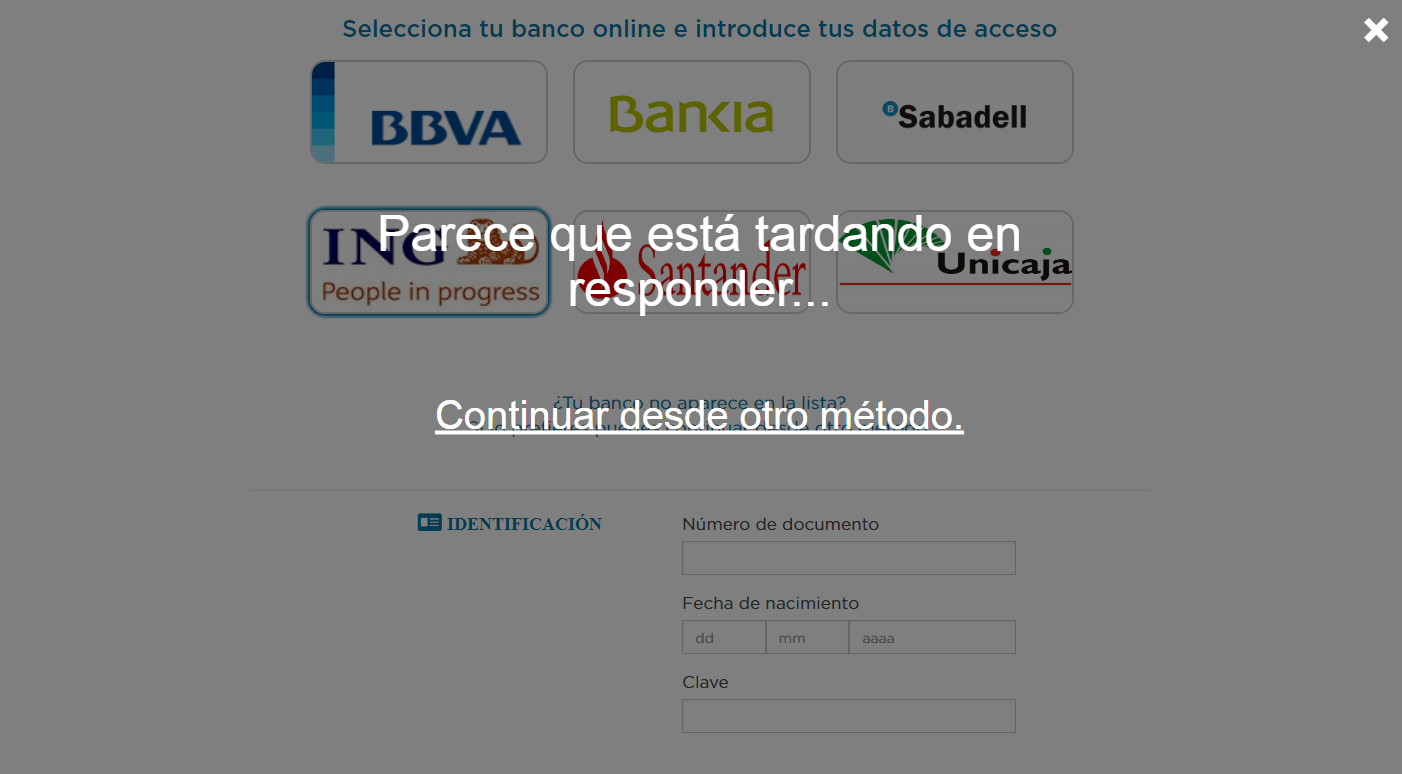 Selecciona tu banco online e introduce tus datos de acceso
BBVA
Bankia
B Sabadell
ING
People in progress
Santander
Unicaja
Parece que está tardando en
responder...
¿Tu banco no aparece en la lista?
Continuar desde otro método.
IDENTIFICACIÓN
Número de documento
Fecha de nacimiento
dd
mm
aaaa
Clave